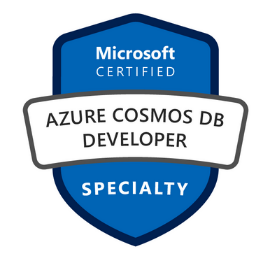 Microsoft
CERTIFIED
AZURE COSMOS DB
DEVELOPER
SPECIALTY